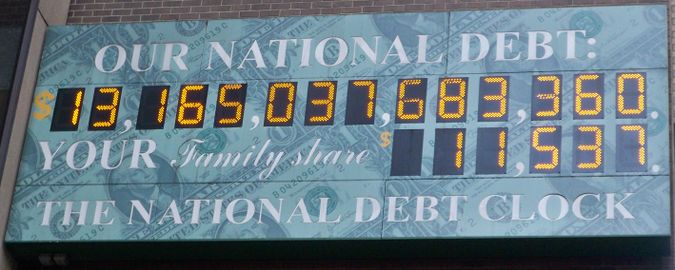 OUR NATIONAL DEBT:
$13,165,037,683,360.
YOUR Family share $11,537.
THE NATIONAL DEBT CLOCK